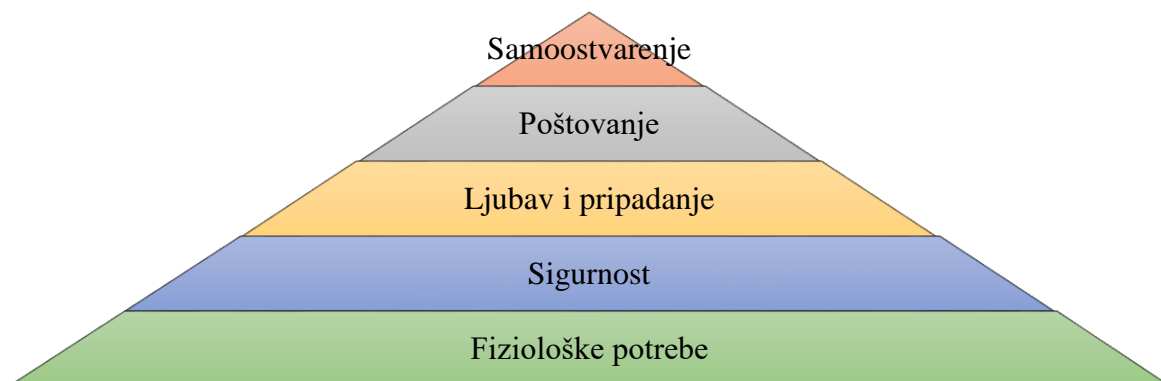 Samoostvarenje
Poštovanje
Ljubav i pripadanje
Sigurnost
Fiziološke potrebe